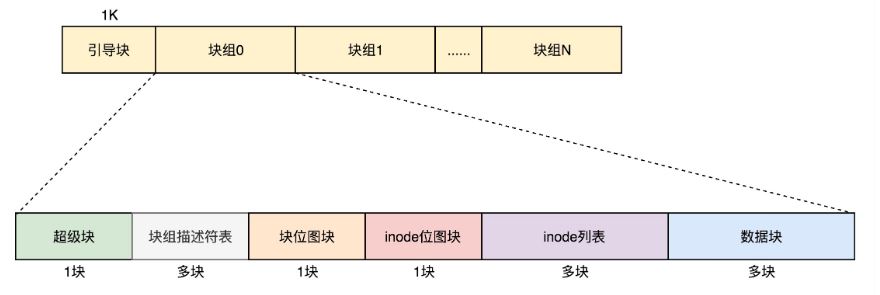 1K
引导块
块组0
块组1
......
块组N
超级块
块组描述符表
块位图块
inode位图块
inode列表
数据块
1块
多块
1块
1块
多块
多块